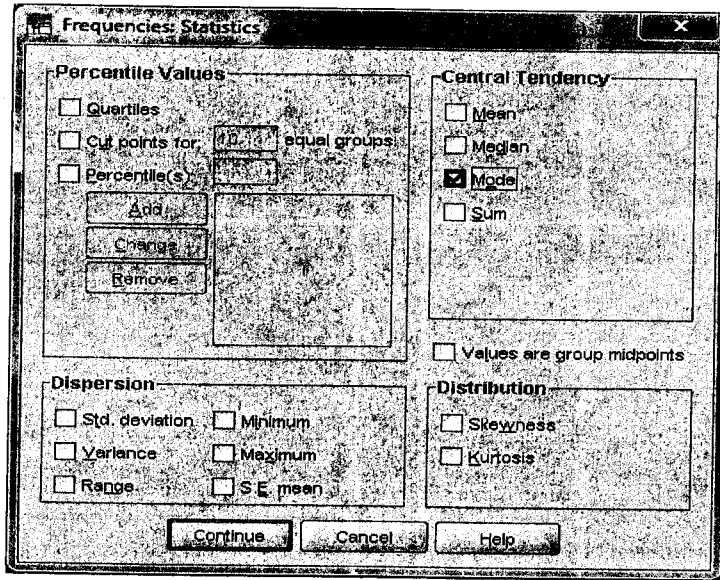 Frequencies: Statistics
Percentile Values
Quartiles
Cut points for: 10 equal groups
Percentile(s):
Add
Change
Remove
Central Tendency
Mean
Median
Mode
Sum
Values are group midpoints
Dispersion
Std. deviation
Minimum
Variance
Maximum
Range
S.E. mean
Distribution
Skewness
Kurtosis
Continue
Cancel
Help